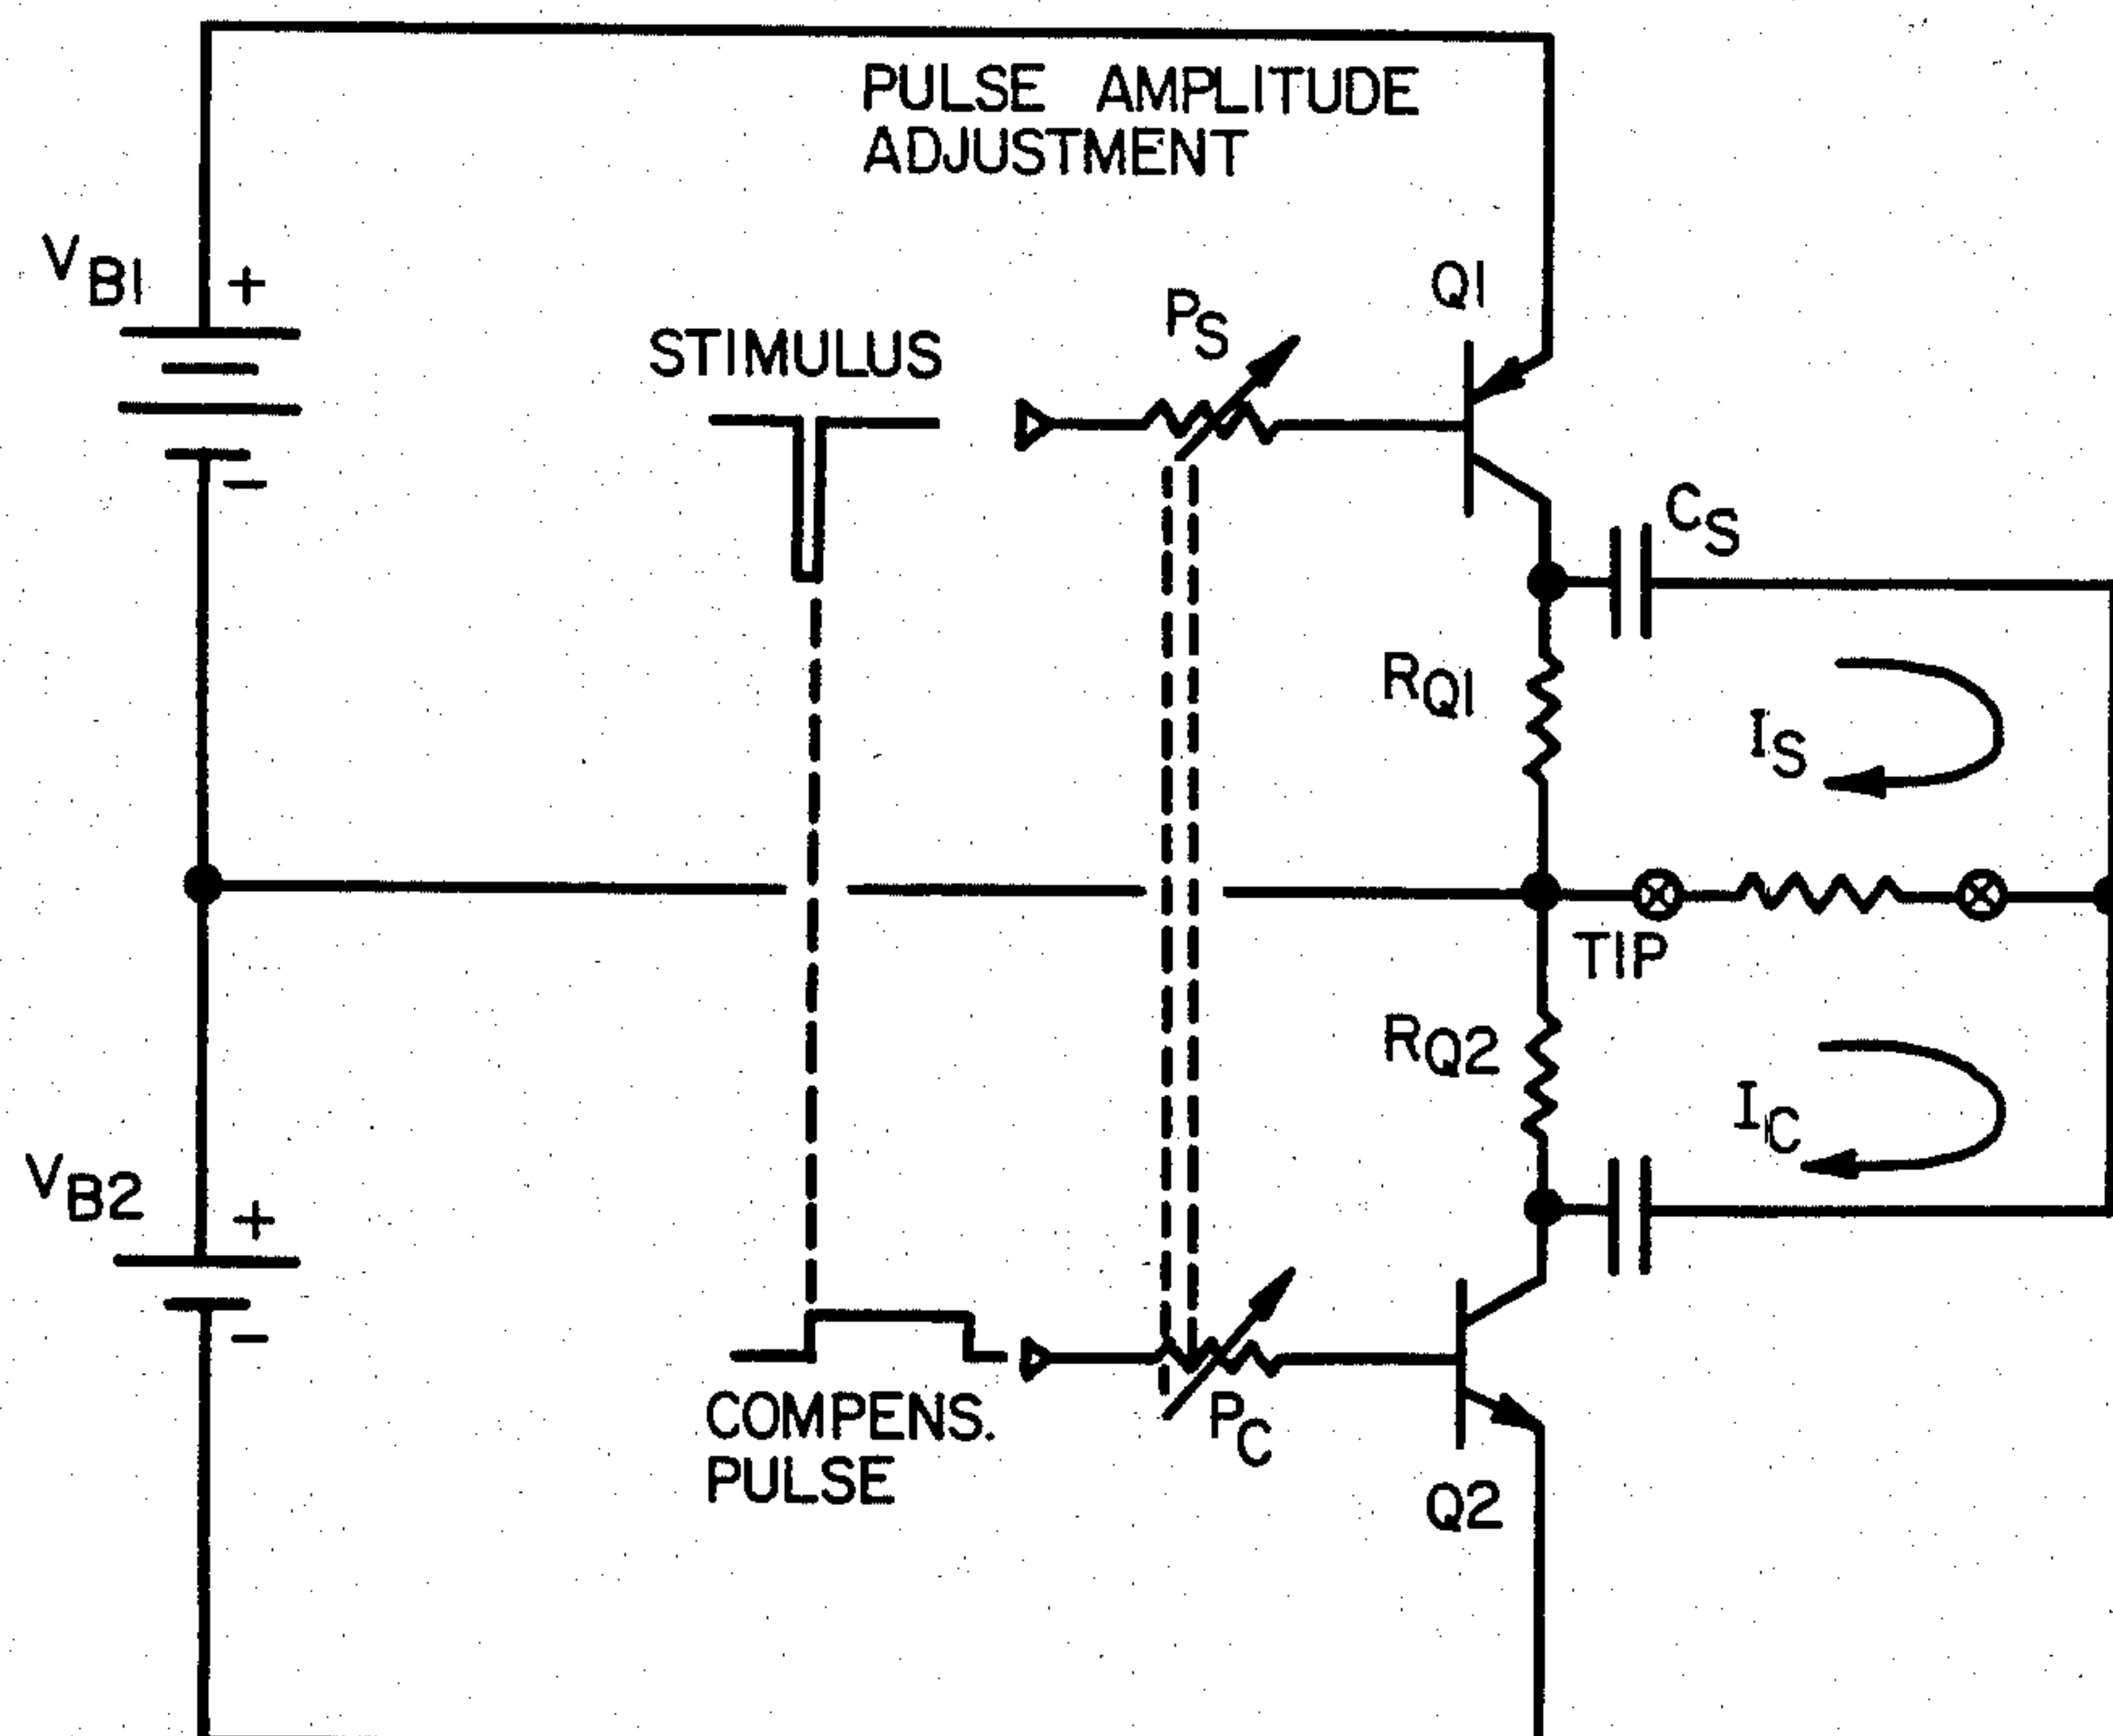 PULSE AMPLITUDE
ADJUSTMENT
VB1
+
Q1
PS
STIMULUS
−
CS
RQ1
IS
TIP
RQ2
IC
VB2
+
−
COMPENS.
PULSE
PC
Q2